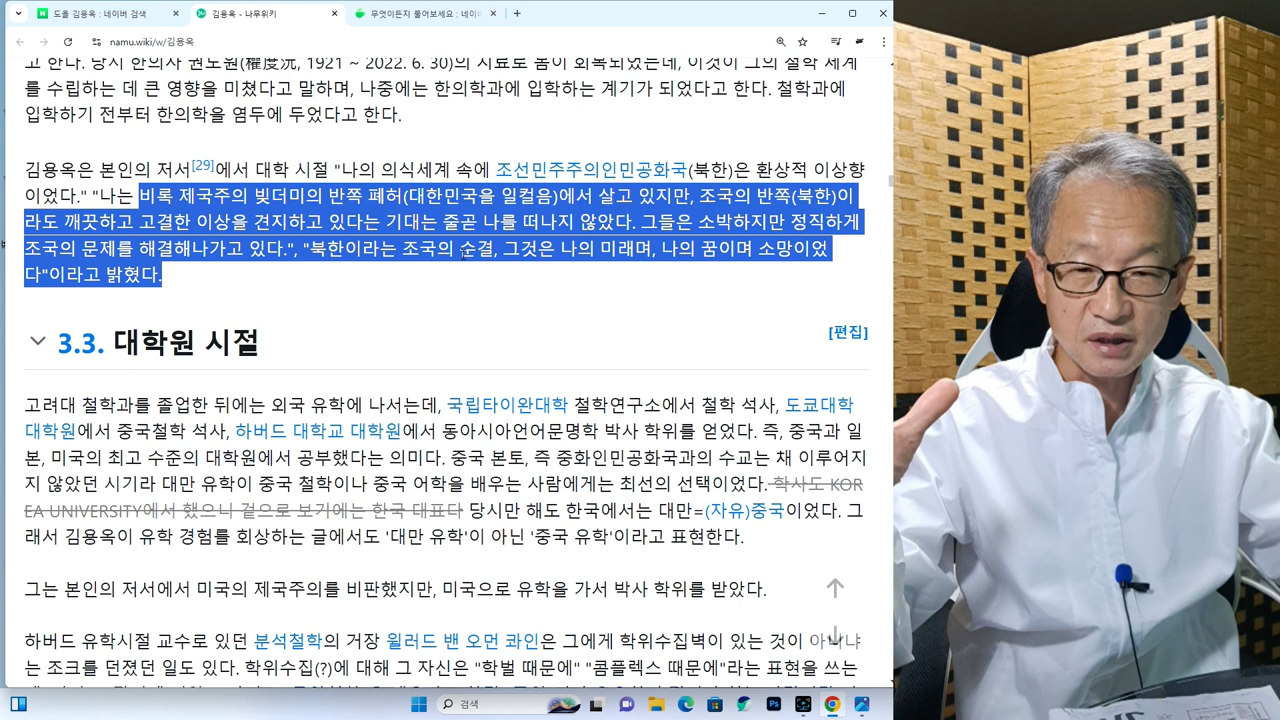 도올 김용옥 : 네이버 검색
김용옥 - 나무위키
무엇이든지 물어보세요 : 네이버
namu.wiki/w/김용옥
고 한다. 당시 한의사 권도원(權度沅, 1921 ~ 2022. 6. 30)의 치료로 몸이 회복되었는데, 이것이 그의 철학 세계
를 수립하는 데 큰 영향을 미쳤다고 말하며, 나중에는 한의학과에 입학하는 계기가 되었다고 한다. 철학과에
입학하기 전부터 한의학을 염두에 두었다고 한다.
김용옥은 본인의 저서[29]에서 대학 시절 "나의 의식세계 속에 조선민주주의인민공화국(북한)은 환상적 이상향
이었다." "나는 비록 제국주의 빚더미의 반쪽 폐허(대한민국을 일컬음)에서 살고 있지만, 조국의 반쪽(북한)이
라도 깨끗하고 고결한 이상을 견지하고 있다는 기대는 줄곧 나를 떠나지 않았다. 그들은 소박하지만 정직하게
조국의 문제를 해결해나가고 있다.", "북한이라는 조국의 순결, 그것은 나의 미래며, 나의 꿈이며 소망이었
다"이라고 밝혔다.
3.3. 대학원 시절
[편집]
고려대 철학과를 졸업한 뒤에는 외국 유학에 나서는데, 국립타이완대학 철학연구소에서 철학 석사, 도쿄대학
대학원에서 중국철학 석사, 하버드 대학교 대학원에서 동아시아언어문명학 박사 학위를 얻었다. 즉, 중국과 일
본, 미국의 최고 수준의 대학원에서 공부했다는 의미다. 중국 본토, 즉 중화인민공화국과의 수교는 채 이루어지
지 않았던 시기라 대만 유학이 중국 철학이나 중국 어학을 배우는 사람에게는 최선의 선택이었다. 학사도 KOR
EA UNIVERSITY에서 했으니 겉으로 보기에는 한국 대표다 당시만 해도 한국에서는 대만=(자유)중국이었다. 그
래서 김용옥이 유학 경험를 회상하는 글에서도 '대만 유학'이 아닌 '중국 유학'이라고 표현한다.
그는 본인의 저서에서 미국의 제국주의를 비판했지만, 미국으로 유학을 가서 박사 학위를 받았다.
하버드 유학시절 교수로 있던 분석철학의 거장 윌러드 밴 오먼 콰인은 그에게 학위수집벽이 있는 것이 아니냐
는 조크를 던졌던 일도 있다. 학위수집(?)에 대해 그 자신은 "학벌 때문에" "콤플렉스 때문에"라는 표현을 쓰는
검색